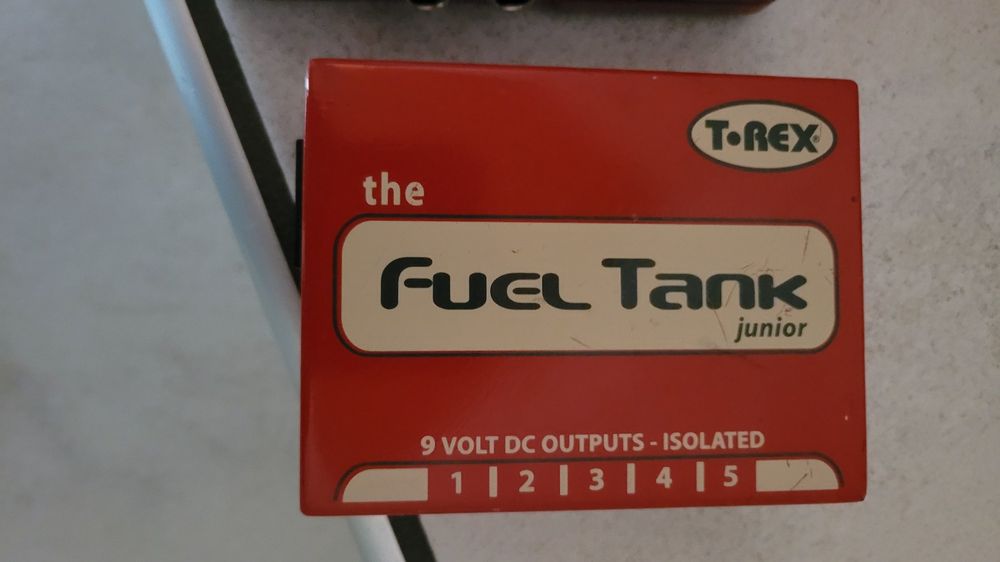 T•REX®
the
Fuel Tank
junior
9 VOLT DC OUTPUTS - ISOLATED
1 | 2 | 3 | 4 | 5